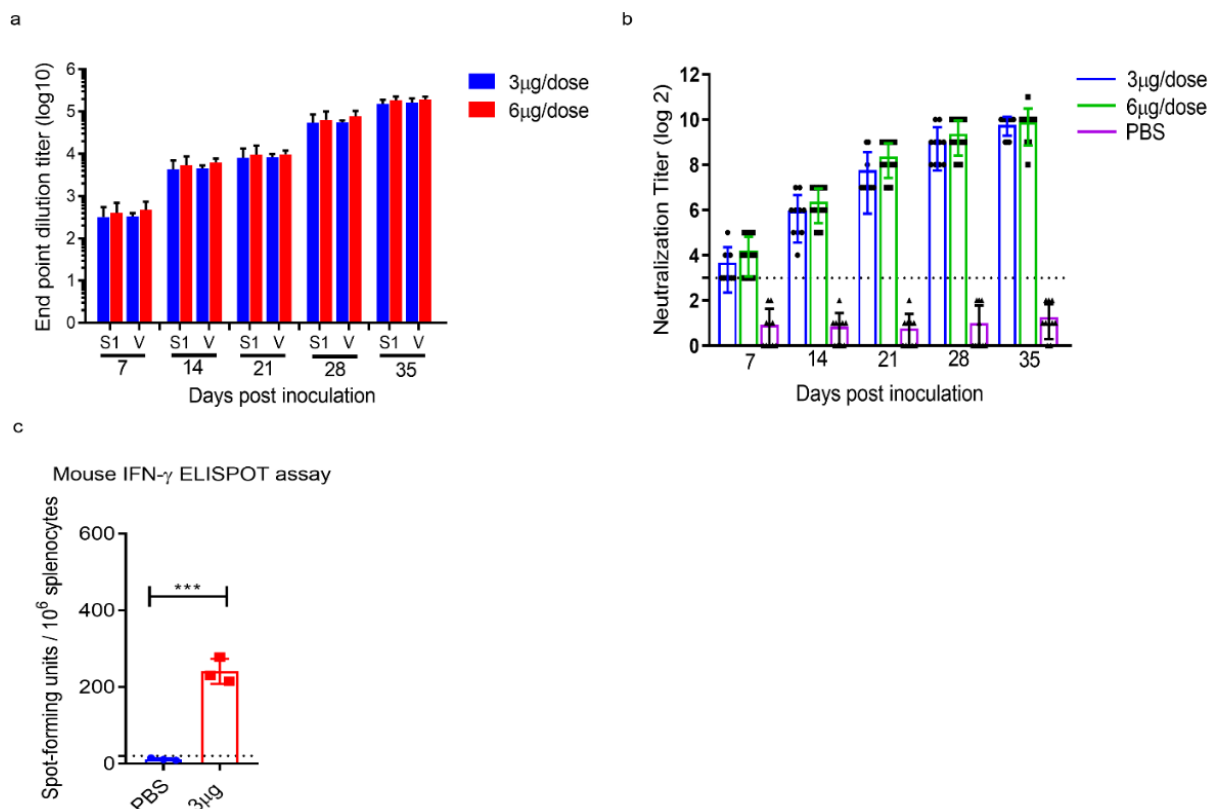 a
End point dilution titer (log10)
6
5
4
3
2
1
0
S1 V S1 V S1 V S1 V S1 V
7 14 21 28 35
Days post inoculation
3µg/dose
6µg/dose
b
Neutralization Titer (log 2)
12
10
8
6
4
3
2
0
7 14 21 28 35
Days post inoculation
3µg/dose
6µg/dose
PBS
c
Mouse IFN-γ ELISPOT assay
Spot-forming units / 10⁶ splenocytes
600
400
200
0
***
PBS 3µg